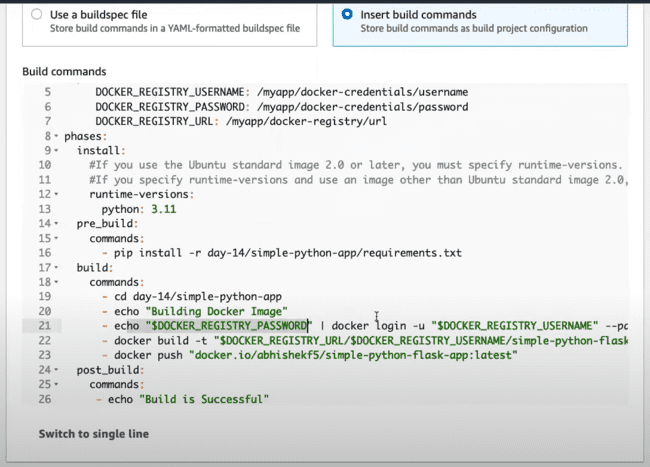 Use a buildspec file
Store build commands in a YAML-formatted buildspec file
Insert build commands
Store build commands as build project configuration
Build commands
5 DOCKER_REGISTRY_USERNAME: /myapp/docker-credentials/username
6 DOCKER_REGISTRY_PASSWORD: /myapp/docker-credentials/password
7 DOCKER_REGISTRY_URL: /myapp/docker-registry/url
8 phases:
9 install:
10 #If you use the Ubuntu standard image 2.0 or later, you must specify runtime-versions.
11 #If you specify runtime-versions and use an image other than Ubuntu standard image 2.0,
12 runtime-versions:
13 python: 3.11
14 pre_build:
15 commands:
16 - pip install -r day-14/simple-python-app/requirements.txt
17 build:
18 commands:
19 - cd day-14/simple-python-app
20 - echo "Building Docker Image"
21 - echo "$DOCKER_REGISTRY_PASSWORD" | docker login -u "$DOCKER_REGISTRY_USERNAME" --pa
22 - docker build -t "$DOCKER_REGISTRY_URL/$DOCKER_REGISTRY_USERNAME/simple-python-flask
23 - docker push "docker.io/abhishekf5/simple-python-flask-app:latest"
24 post_build:
25 commands:
26 - echo "Build is Successful"
Switch to single line